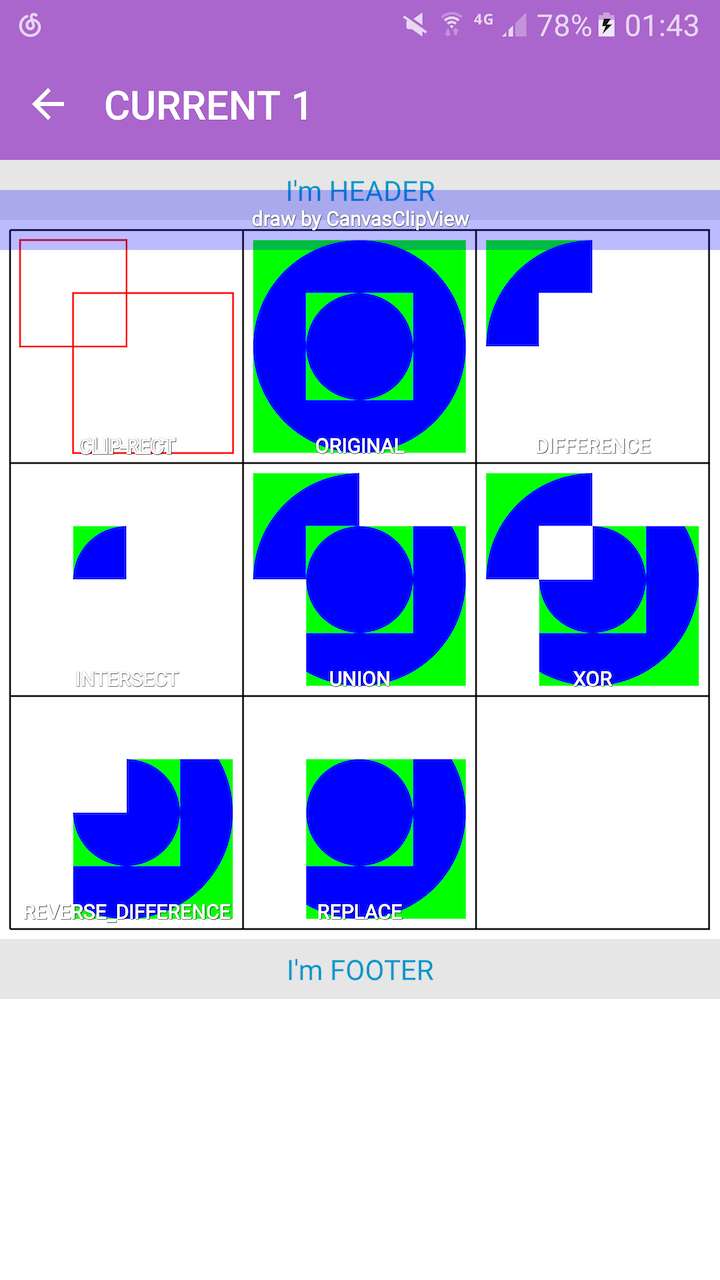 4G 78% 01:43
CURRENT 1
I'm HEADER
draw by CanvasClipView
CLIP-RECT ORIGINAL DIFFERENCE
INTERSECT UNION XOR
REVERSE_DIFFERENCE REPLACE
I'm FOOTER